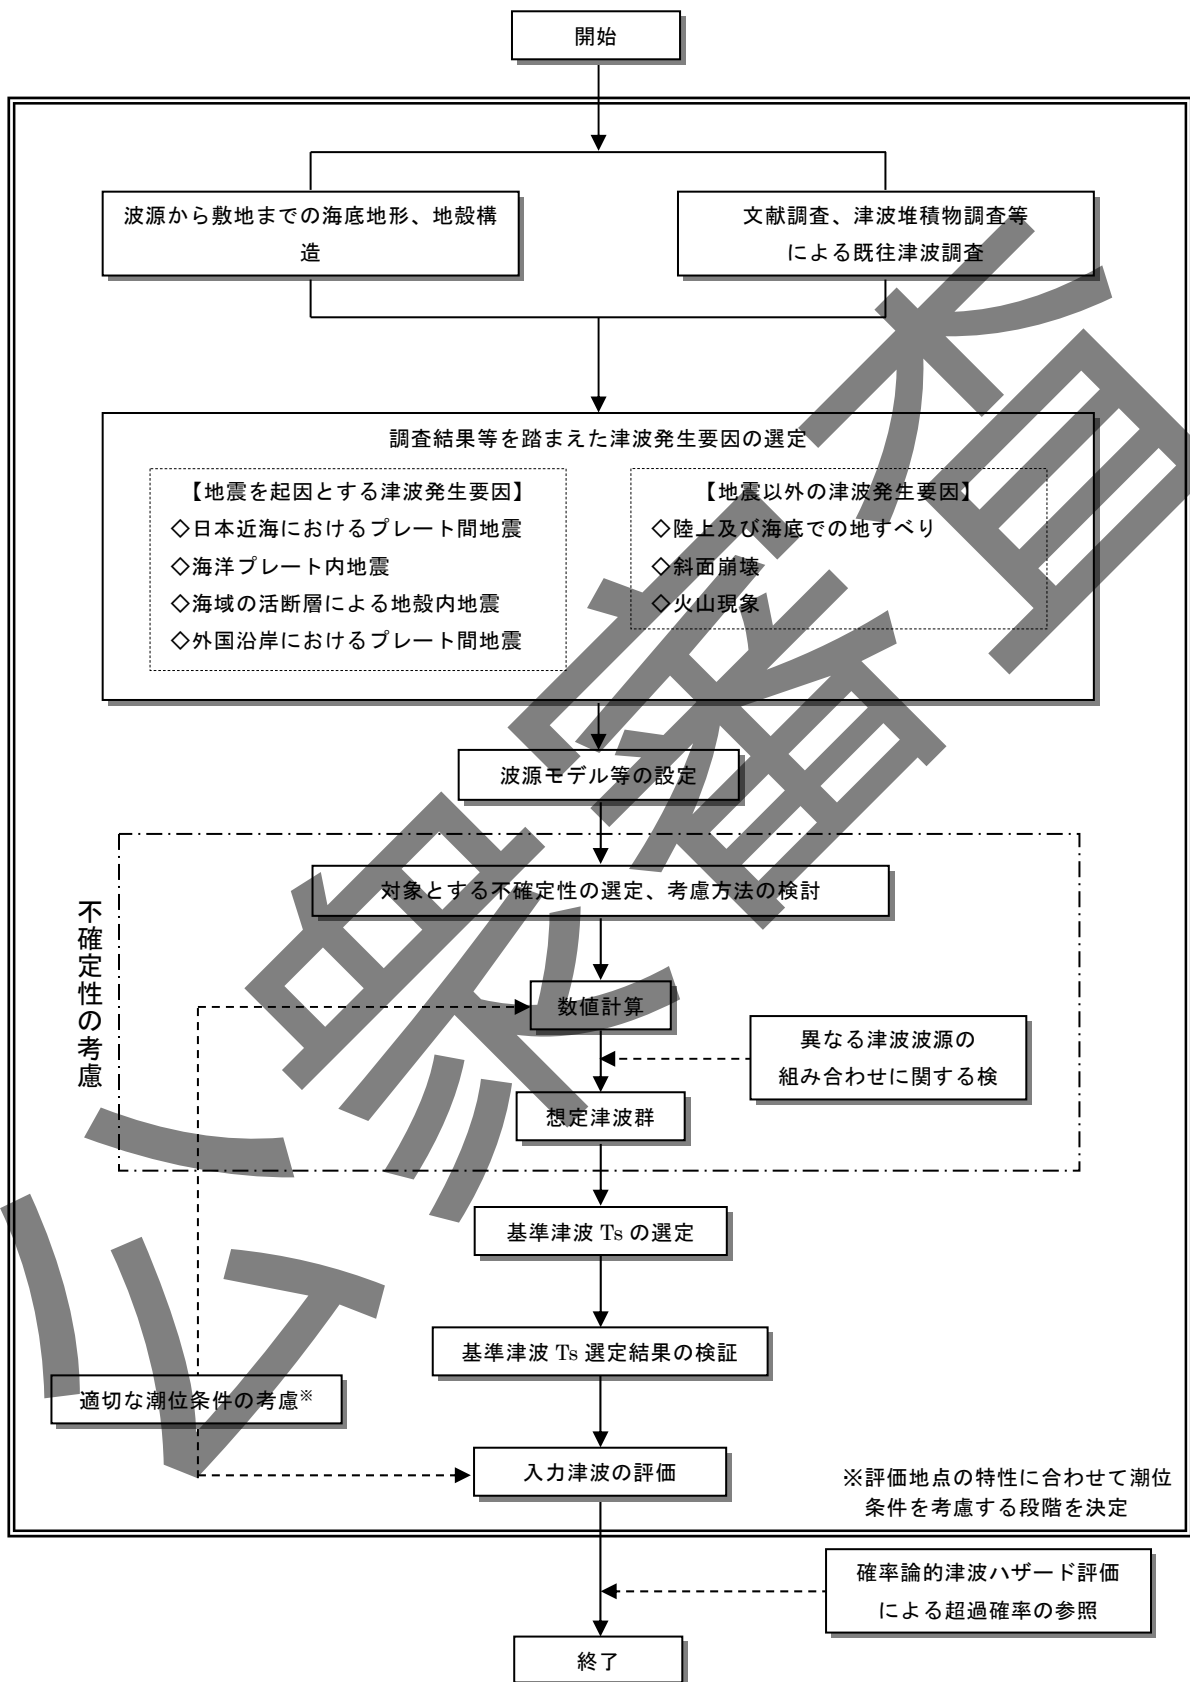 開始
波源から敷地までの海底地形、地殻構
造
文献調査、津波堆積物調査等
による既往津波調査
調査結果等を踏まえた津波発生要因の選定
【地震を起因とする津波発生要因】
◇日本近海におけるプレート間地震
◇海洋プレート内地震
◇海域の活断層による地殻内地震
◇外国沿岸におけるプレート間地震
【地震以外の津波発生要因】
◇陸上及び海底での地すべり
◇斜面崩壊
◇火山現象
波源モデル等の設定
不確定性の考慮
対象とする不確定性の選定、考慮方法の検討
数値計算
異なる津波波源の
組み合わせに関する検
想定津波群
基準津波 Ts の選定
基準津波 Ts 選定結果の検証
適切な潮位条件の考慮※
入力津波の評価
※評価地点の特性に合わせて潮位
条件を考慮する段階を決定
確率論的津波ハザード評価
による超過確率の参照
終了
公衆審査